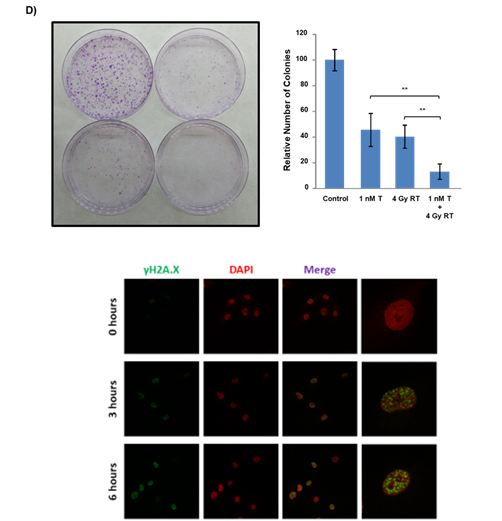 D)
Relative Number of Colonies
120
100
80
60
40
20
0
**
**
Control
1 nM T
4 Gy RT
1 nM T
+
4 Gy RT
γH2A.X DAPI Merge
0 hours
3 hours
6 hours